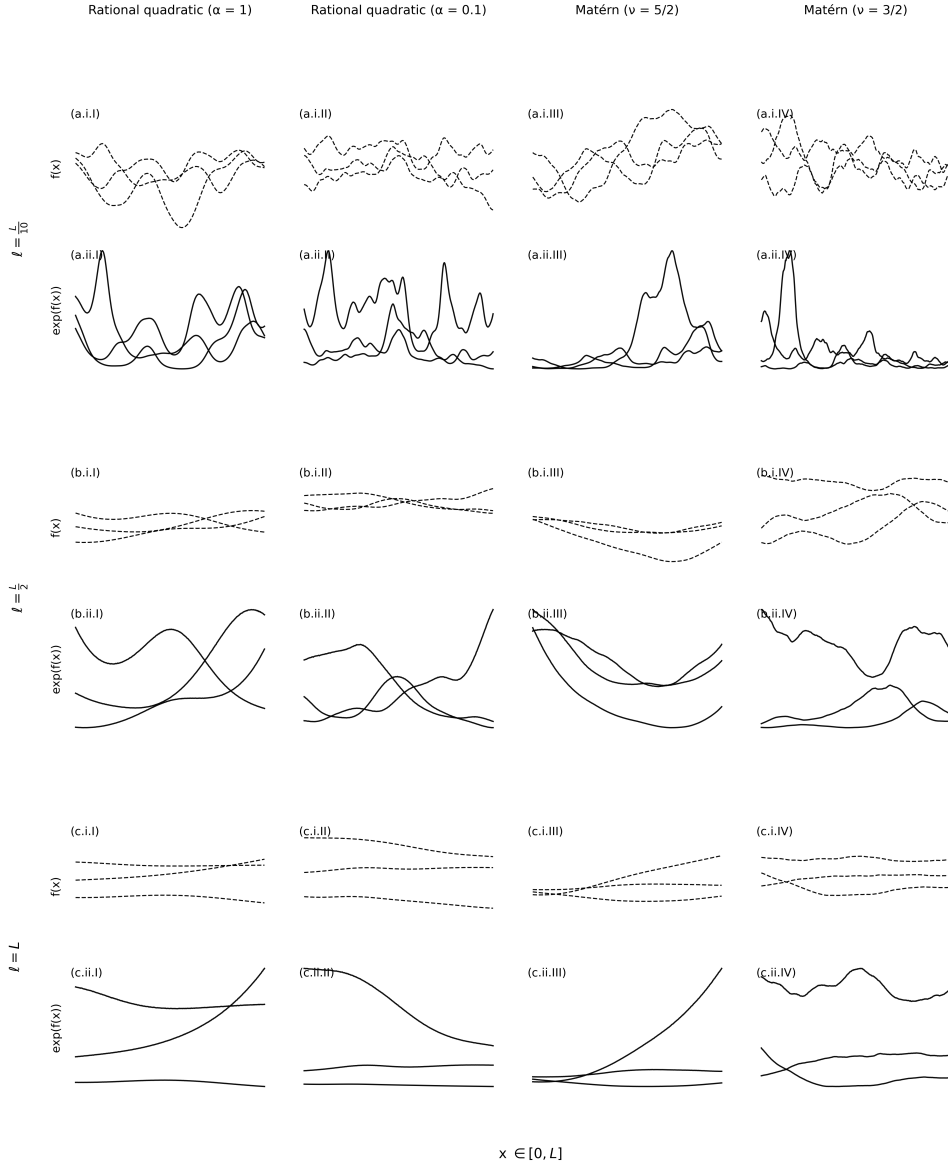 Rational quadratic (α = 1) Rational quadratic (α = 0.1) Matérn (ν = 5/2) Matérn (ν = 3/2)
(a.i.I) (a.i.II) (a.i.III) (a.i.IV)
f(x)
ℓ = L/10
(a.ii.I) (a.ii.II) (a.ii.III) (a.ii.IV)
exp(f(x))
(b.i.I) (b.i.II) (b.i.III) (b.i.IV)
f(x)
ℓ = L/2
(b.ii.I) (b.ii.II) (b.ii.III) (b.ii.IV)
exp(f(x))
(c.i.I) (c.i.II) (c.i.III) (c.i.IV)
f(x)
ℓ = L
(c.ii.I) (c.ii.II) (c.ii.III) (c.ii.IV)
exp(f(x))
x ∈ [0, L]